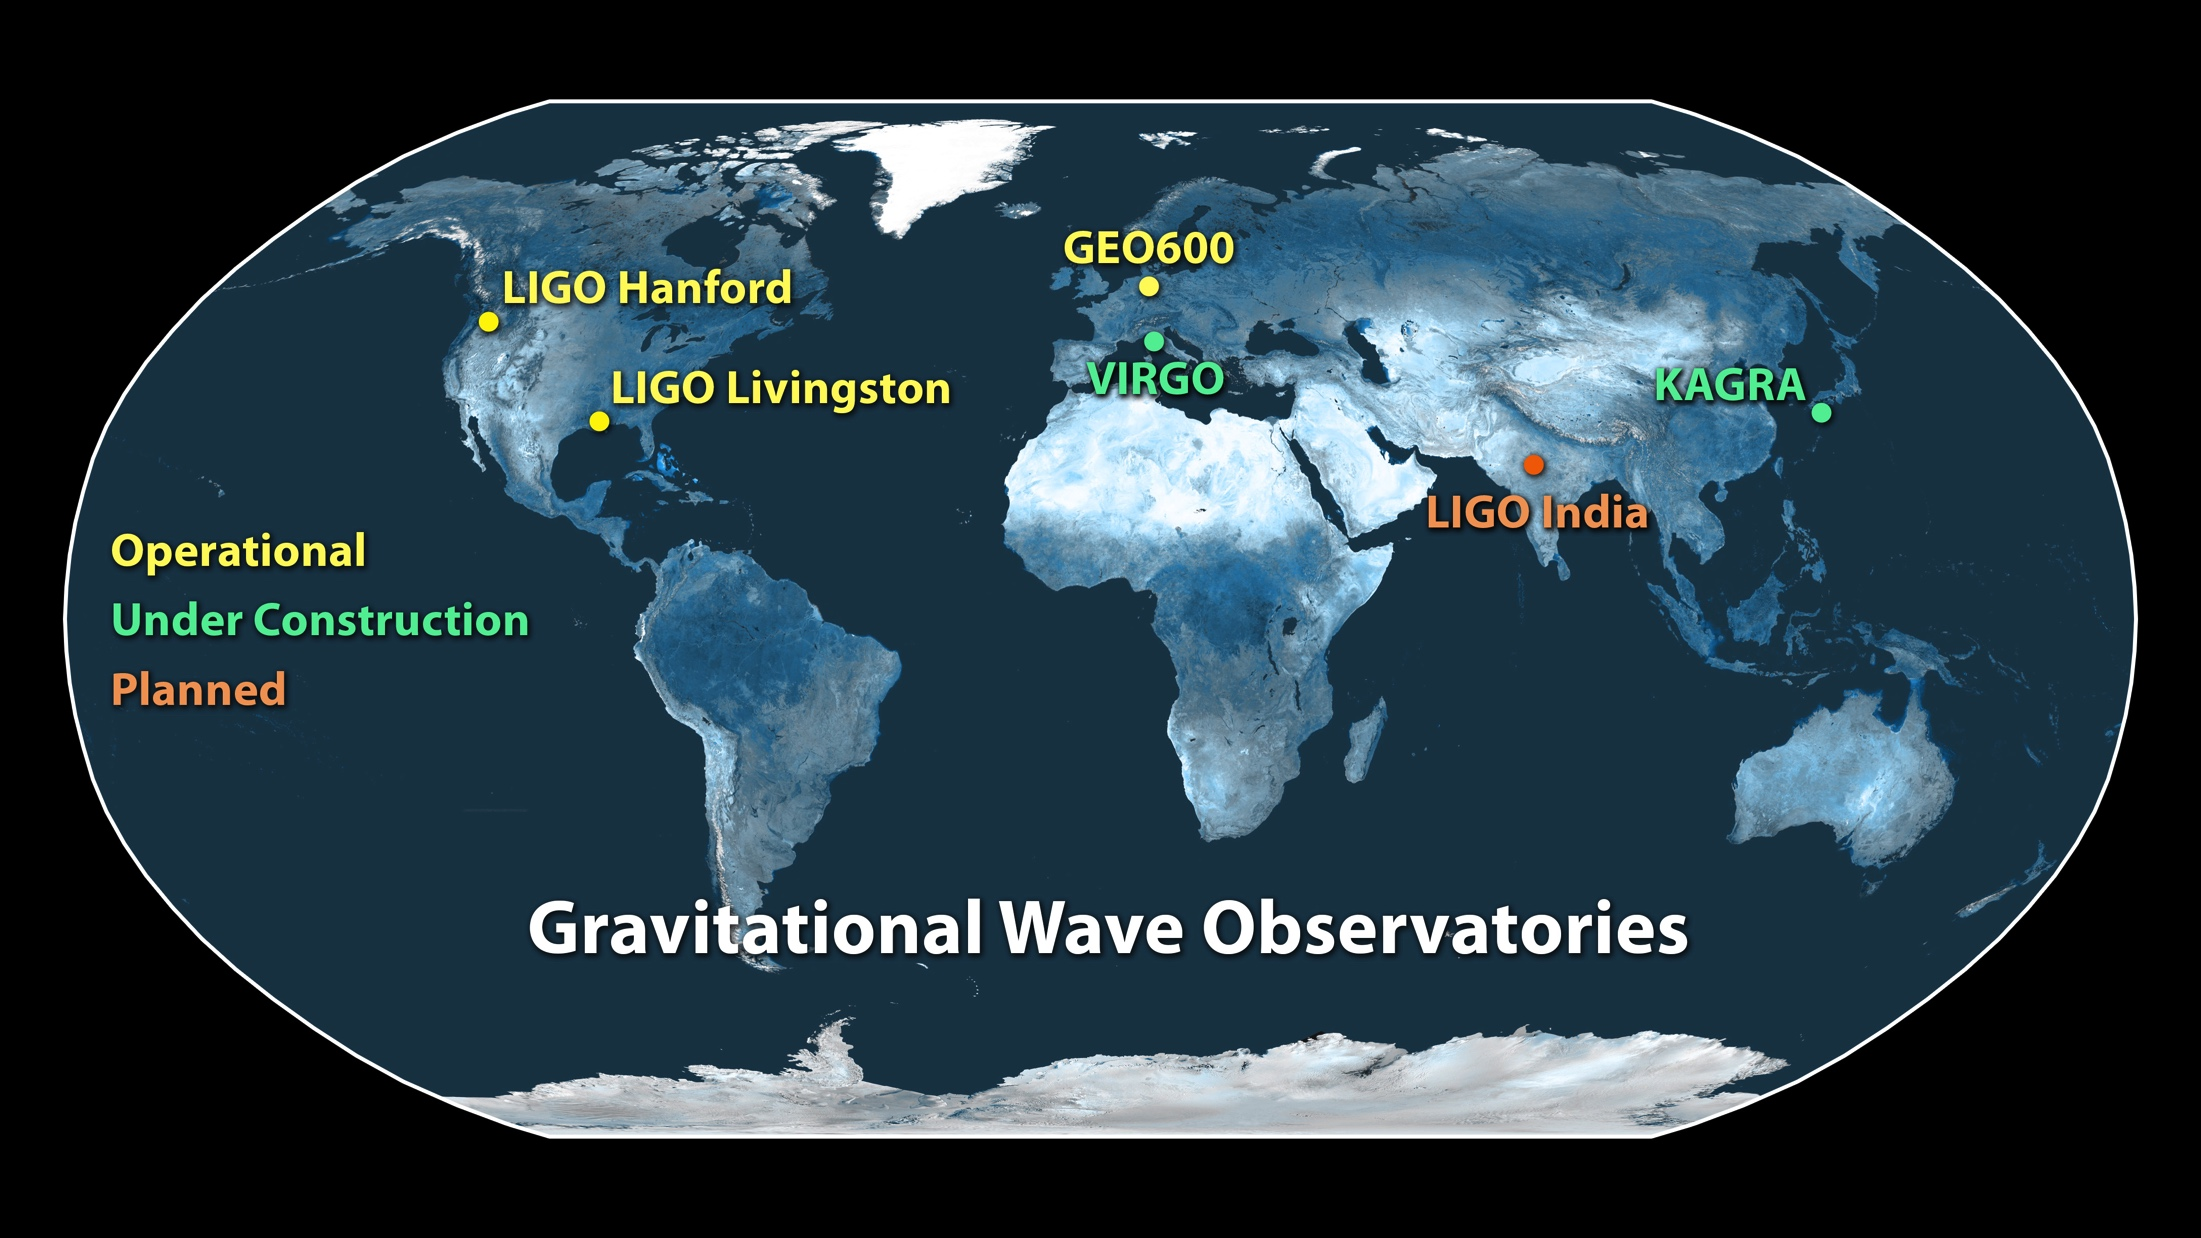 GEO600
LIGO Hanford
VIRGO
LIGO Livingston
KAGRA
LIGO India
Operational
Under Construction
Planned
Gravitational Wave Observatories